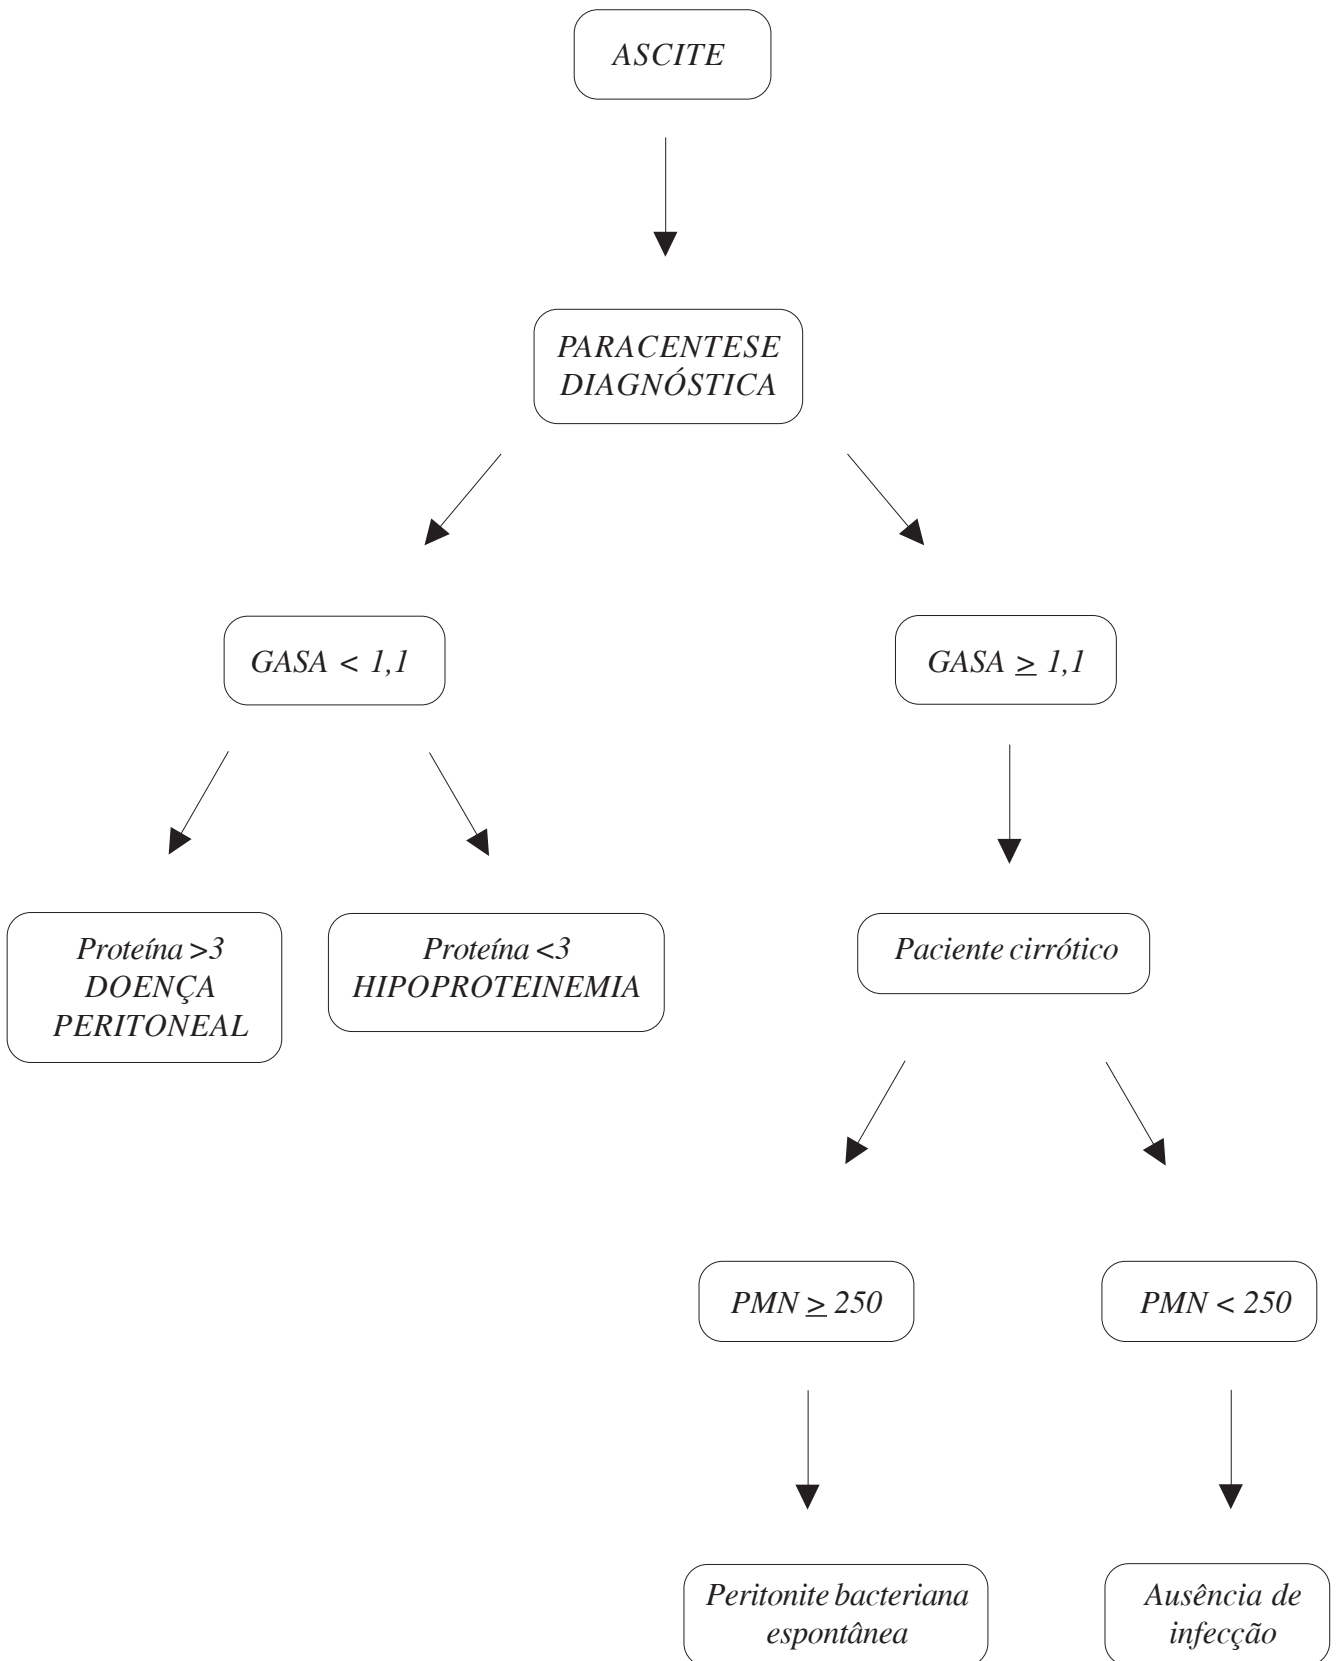 ASCITE
PARACENTESE
DIAGNÓSTICA
GASA < 1,1
GASA ≥ 1,1
Proteína >3
DOENÇA
PERITONEAL
Proteína <3
HIPOPROTEINEMIA
Paciente cirrótico
PMN ≥ 250
PMN < 250
Peritonite bacteriana
espontânea
Ausência de
infecção